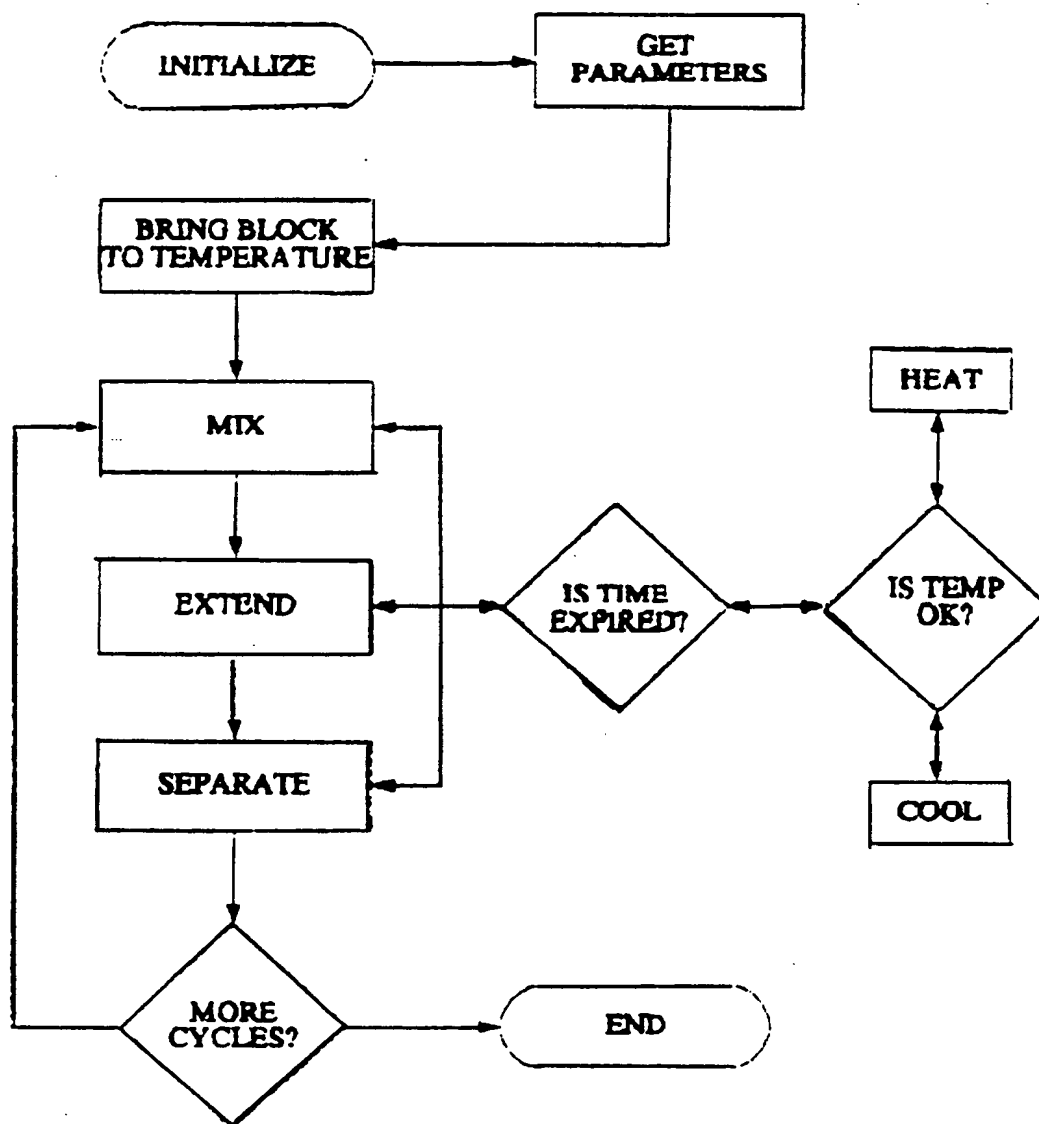 INITIALIZE
GET
PARAMETERS
BRING BLOCK
TO TEMPERATURE
MIX
HEAT
EXTEND
IS TIME
EXPIRED?
IS TEMP
OK?
SEPARATE
COOL
MORE
CYCLES?
END